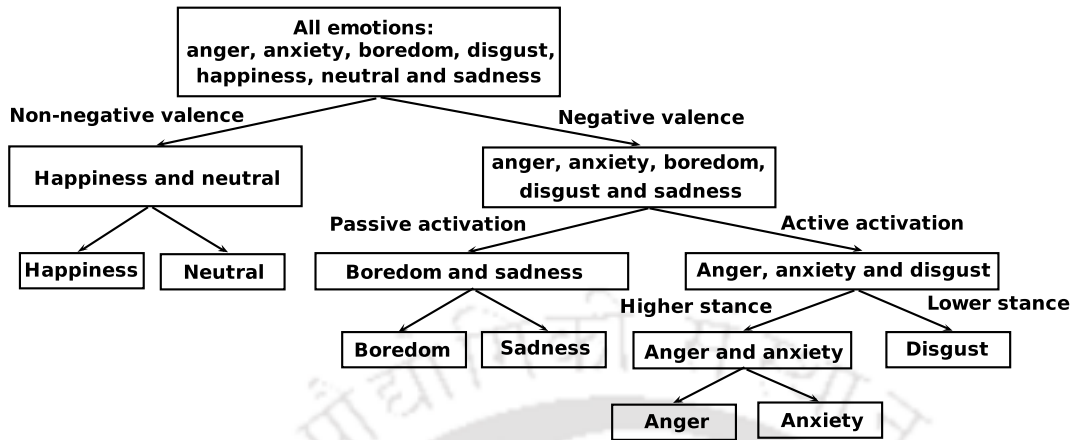 All emotions:
anger, anxiety, boredom, disgust,
happiness, neutral and sadness
Non-negative valence
Negative valence
Happiness and neutral
anger, anxiety, boredom,
disgust and sadness
Passive activation
Active activation
Happiness
Neutral
Boredom and sadness
Anger, anxiety and disgust
Higher stance
Lower stance
Boredom
Sadness
Anger and anxiety
Disgust
Anger
Anxiety